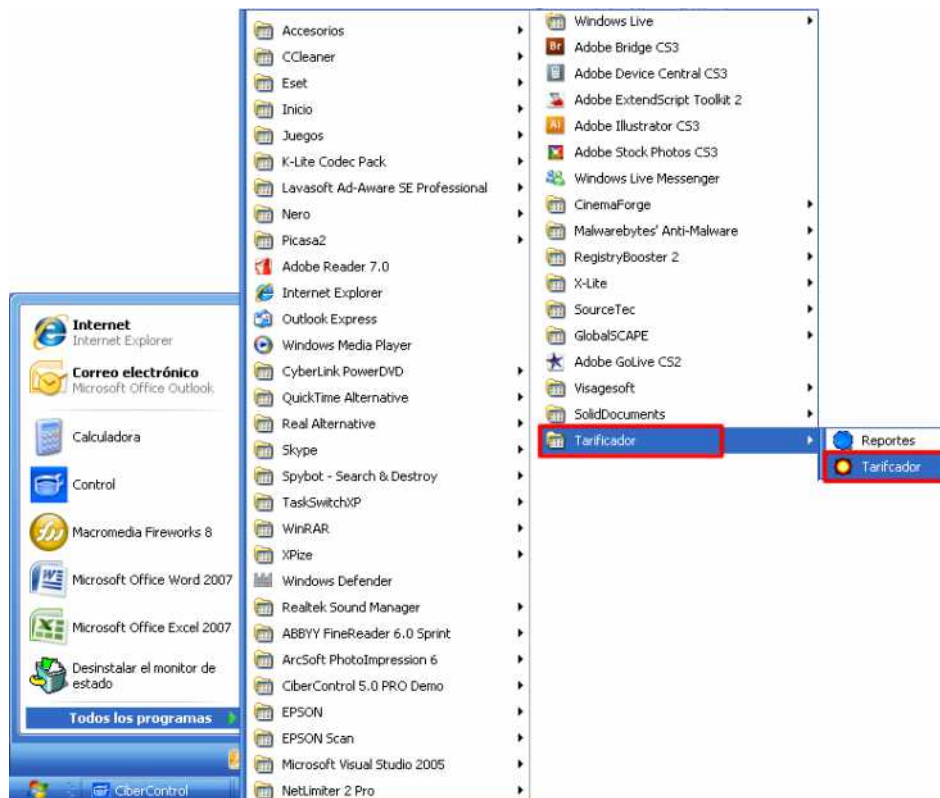 Internet
Internet Explorer
Correo electrónico
Microsoft Office Outlook
Calculadora
Control
Macromedia Fireworks 8
Microsoft Office Word 2007
Microsoft Office Excel 2007
Desinstalar el monitor de
estado
Todos los programas
CiberControl
Accesorios
CCleaner
Eset
Inicio
Juegos
K-Lite Codec Pack
Lavasoft Ad-Aware SE Professional
Nero
Picasa2
Adobe Reader 7.0
Internet Explorer
Outlook Express
Windows Media Player
CyberLink PowerDVD
QuickTime Alternative
Real Alternative
Skype
Spybot - Search & Destroy
TaskSwitchXP
WinRAR
XPize
Windows Defender
Realtek Sound Manager
ABBYY FineReader 6.0 Sprint
ArcSoft PhotoImpression 6
CiberControl 5.0 PRO Demo
EPSON
EPSON Scan
Microsoft Visual Studio 2005
NetLimiter 2 Pro
Windows Live
Br Adobe Bridge CS3
Adobe Device Central CS3
Adobe ExtendScript Toolkit 2
Ai Adobe Illustrator CS3
Adobe Stock Photos CS3
Windows Live Messenger
CinemaForge
Malwarebytes' Anti-Malware
RegistryBooster 2
X-Lite
SourceTec
GlobalSCAPE
Adobe GoLive CS2
Visagesoft
SolidDocuments
Tarificador
Reportes
Tarifcador